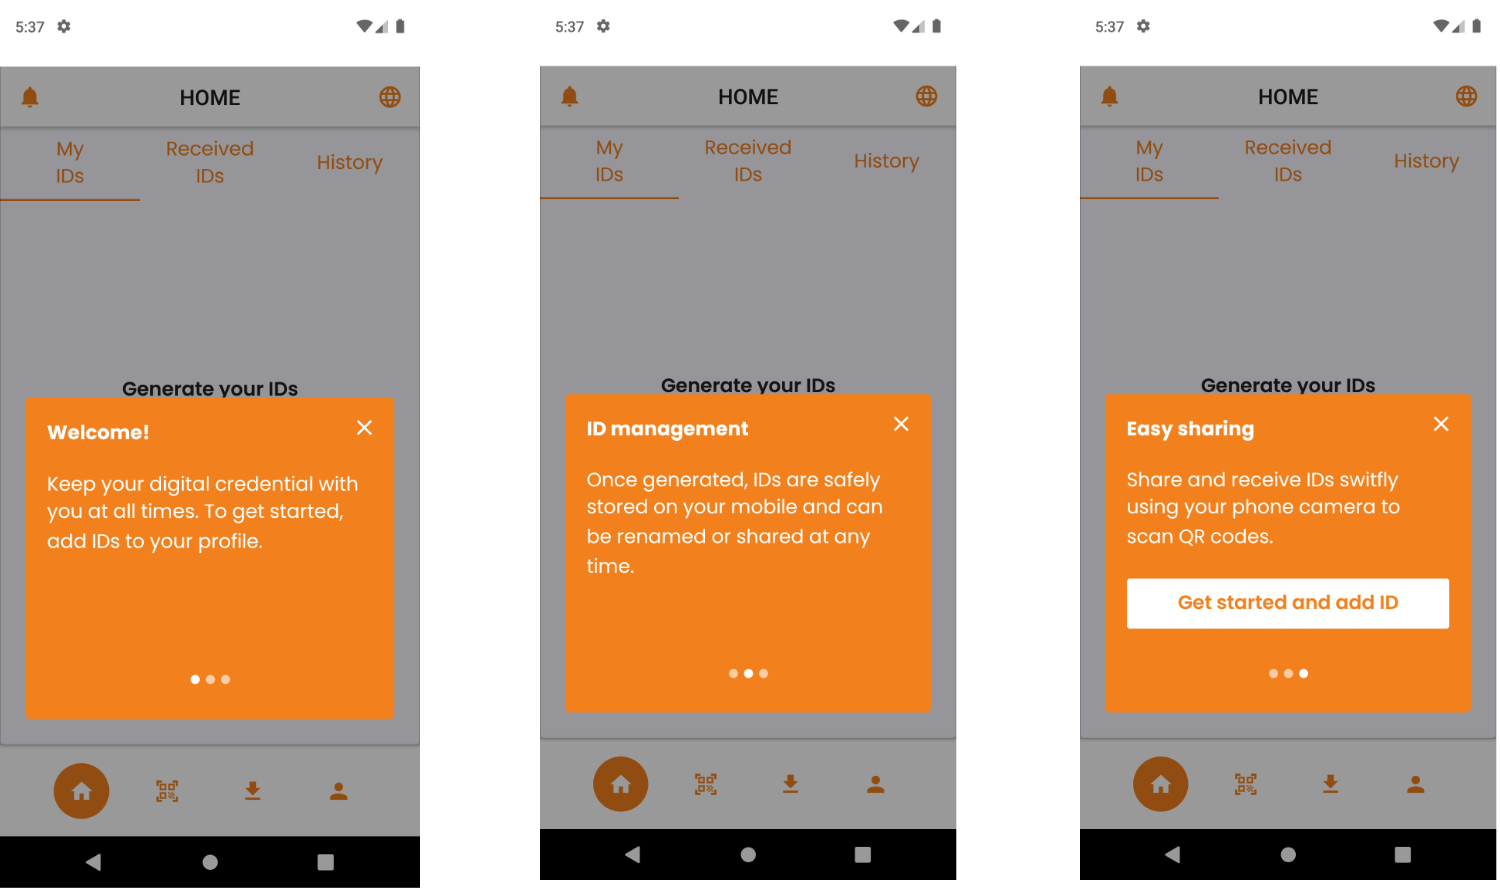 5:37
HOME
My
IDs
Received
IDs
History
Generate your IDs
Welcome!
Keep your digital credential with
you at all times. To get started,
add IDs to your profile.
5:37
HOME
My
IDs
Received
IDs
History
Generate your IDs
ID management
Once generated, IDs are safely
stored on your mobile and can
be renamed or shared at any
time.
5:37
HOME
My
IDs
Received
IDs
History
Generate your IDs
Easy sharing
Share and receive IDs switfly
using your phone camera to
scan QR codes.
Get started and add ID